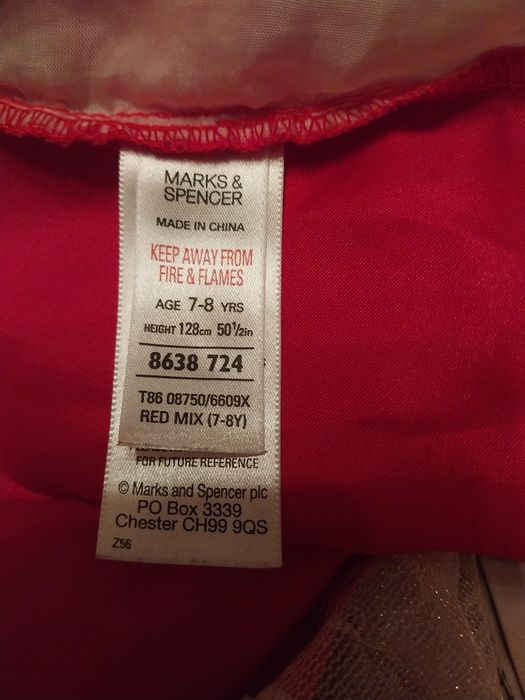 MARKS &
SPENCER
MADE IN CHINA
KEEP AWAY FROM
FIRE & FLAMES
AGE 7-8 YRS
HEIGHT 128cm 50½in
8638 724
T86 08750/6609X
RED MIX (7-8Y)
FOR FUTURE REFERENCE
© Marks and Spencer plc
PO Box 3339
Chester CH99 9QS
Z56